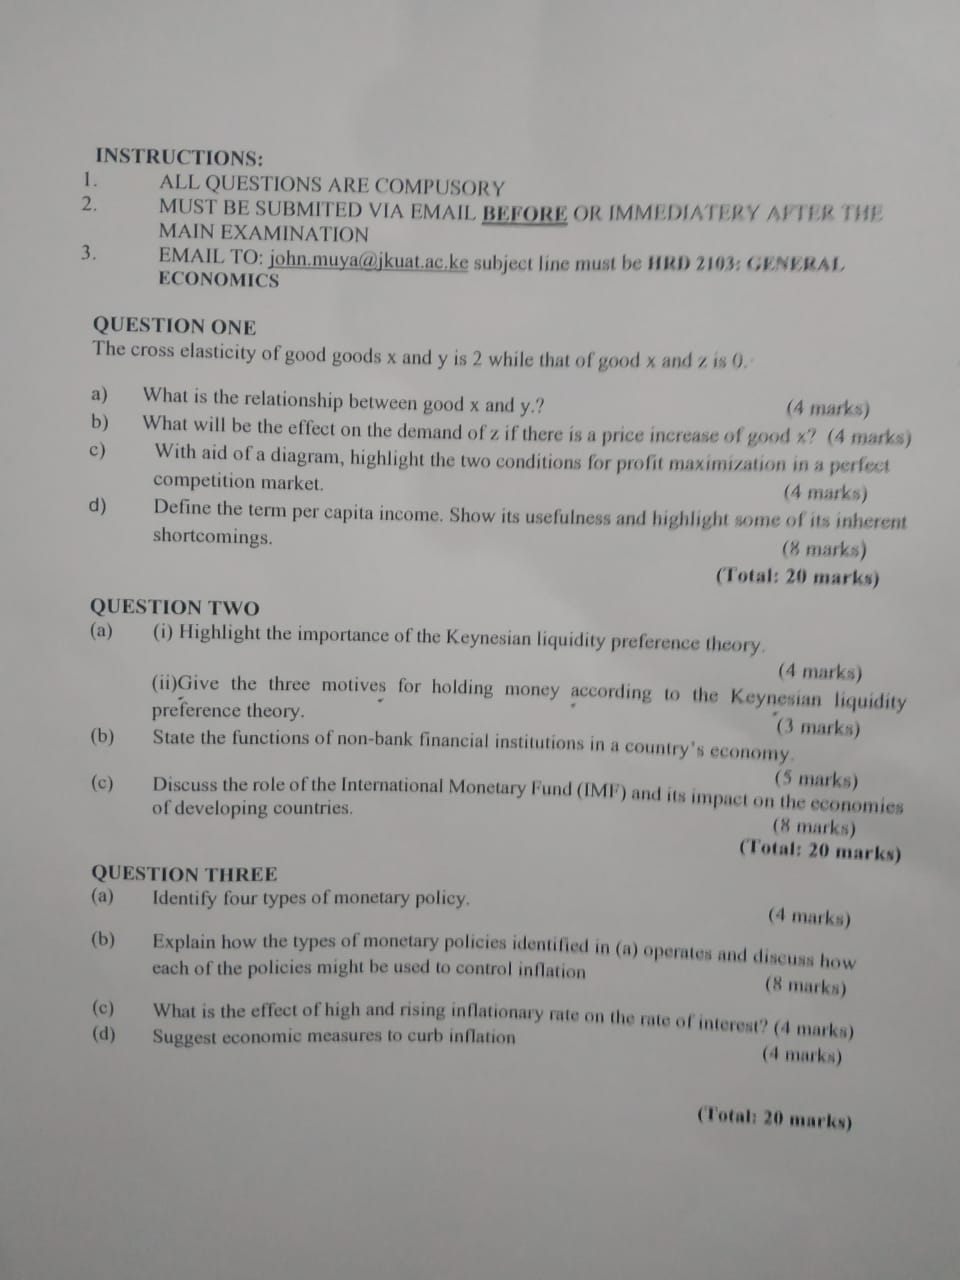 INSTRUCTIONS:
1. ALL QUESTIONS ARE COMPUSORY
2. MUST BE SUBMITED VIA EMAIL BEFORE OR IMMEDIATERY AFTER THE
MAIN EXAMINATION
3. EMAIL TO: john.muya@jkuat.ac.ke subject line must be HRD 2103: GENERAL
ECONOMICS
QUESTION ONE
The cross elasticity of good goods x and y is 2 while that of good x and z is 0.
a) What is the relationship between good x and y.? (4 marks)
b) What will be the effect on the demand of z if there is a price increase of good x? (4 marks)
c) With aid of a diagram, highlight the two conditions for profit maximization in a perfect
competition market. (4 marks)
d) Define the term per capita income. Show its usefulness and highlight some of its inherent
shortcomings. (8 marks)
(Total: 20 marks)
QUESTION TWO
(a) (i) Highlight the importance of the Keynesian liquidity preference theory.
(4 marks)
(ii)Give the three motives for holding money according to the Keynesian liquidity
preference theory. (3 marks)
(b) State the functions of non-bank financial institutions in a country's economy.
(5 marks)
(c) Discuss the role of the International Monetary Fund (IMF) and its impact on the economies
of developing countries.
(8 marks)
(Total: 20 marks)
QUESTION THREE
(a) Identify four types of monetary policy.
(4 marks)
(b) Explain how the types of monetary policies identified in (a) operates and discuss how
each of the policies might be used to control inflation (8 marks)
(c) What is the effect of high and rising inflationary rate on the rate of interest? (4 marks)
(d) Suggest economic measures to curb inflation
(4 marks)
(Total: 20 marks)